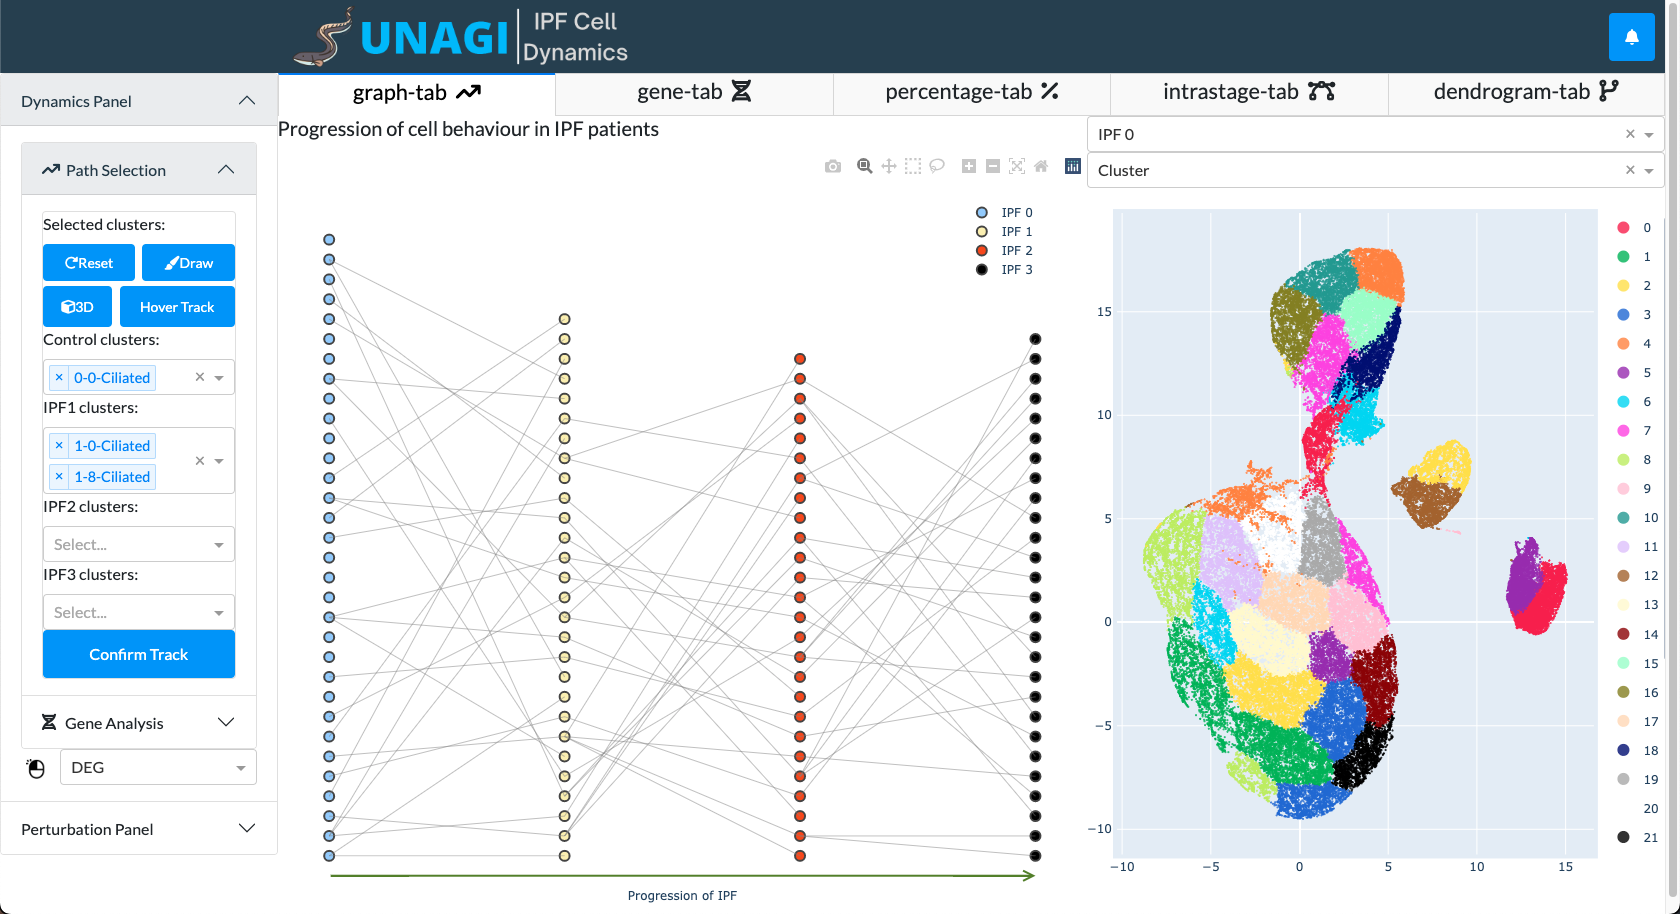 UNAGI
IPF Cell
Dynamics
Dynamics Panel
Path Selection
Selected clusters:
Reset
Draw
3D
Hover Track
Control clusters:
× 0-0-Ciliated
×
IPF1 clusters:
× 1-0-Ciliated
× 1-8-Ciliated
×
IPF2 clusters:
Select...
IPF3 clusters:
Select...
Confirm Track
Gene Analysis
DEG
Perturbation Panel
graph-tab
gene-tab
percentage-tab
intrastage-tab
dendrogram-tab
Progression of cell behaviour in IPF patients
IPF 0
IPF 1
IPF 2
IPF 3
Progression of IPF
IPF 0
×
Cluster
×
15
10
5
0
−5
−10
−10
−5
0
5
10
15
0
1
2
3
4
5
6
7
8
9
10
11
12
13
14
15
16
17
18
19
20
21